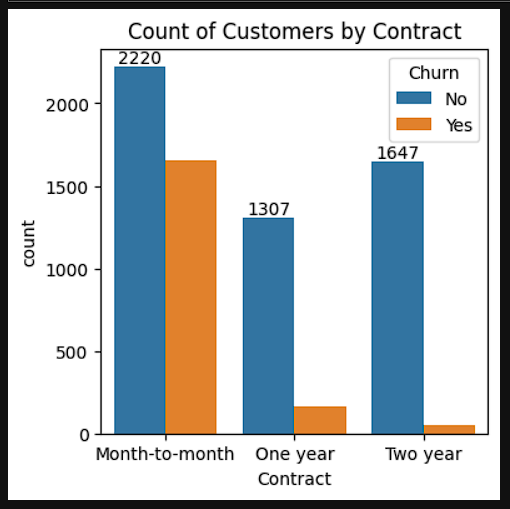 Count of Customers by Contract
2220
Churn
No
Yes
2000
1647
1500
1307
count
1000
500
0
Month-to-month One year Two year
Contract